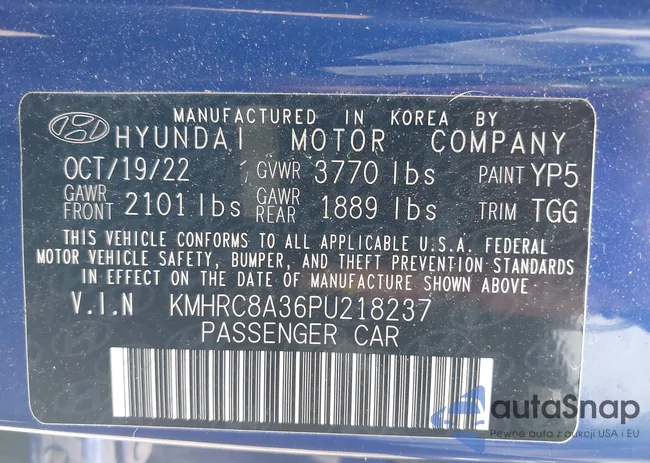 MANUFACTURED IN KOREA BY
HYUNDAI MOTOR COMPANY
OCT/19/22 GVWR 3770 lbs PAINT YP5
GAWR FRONT 2101 lbs GAWR REAR 1889 lbs TRIM TGG
THIS VEHICLE CONFORMS TO ALL APPLICABLE U.S.A. FEDERAL
MOTOR VEHICLE SAFETY, BUMPER, AND THEFT PREVENTION STANDARDS
IN EFFECT ON THE DATE OF MANUFACTURE SHOWN ABOVE.
V.I.N KMHRC8A36PU218237
PASSENGER CAR
autaSnap
Pewne auta z aukcji USA i EU